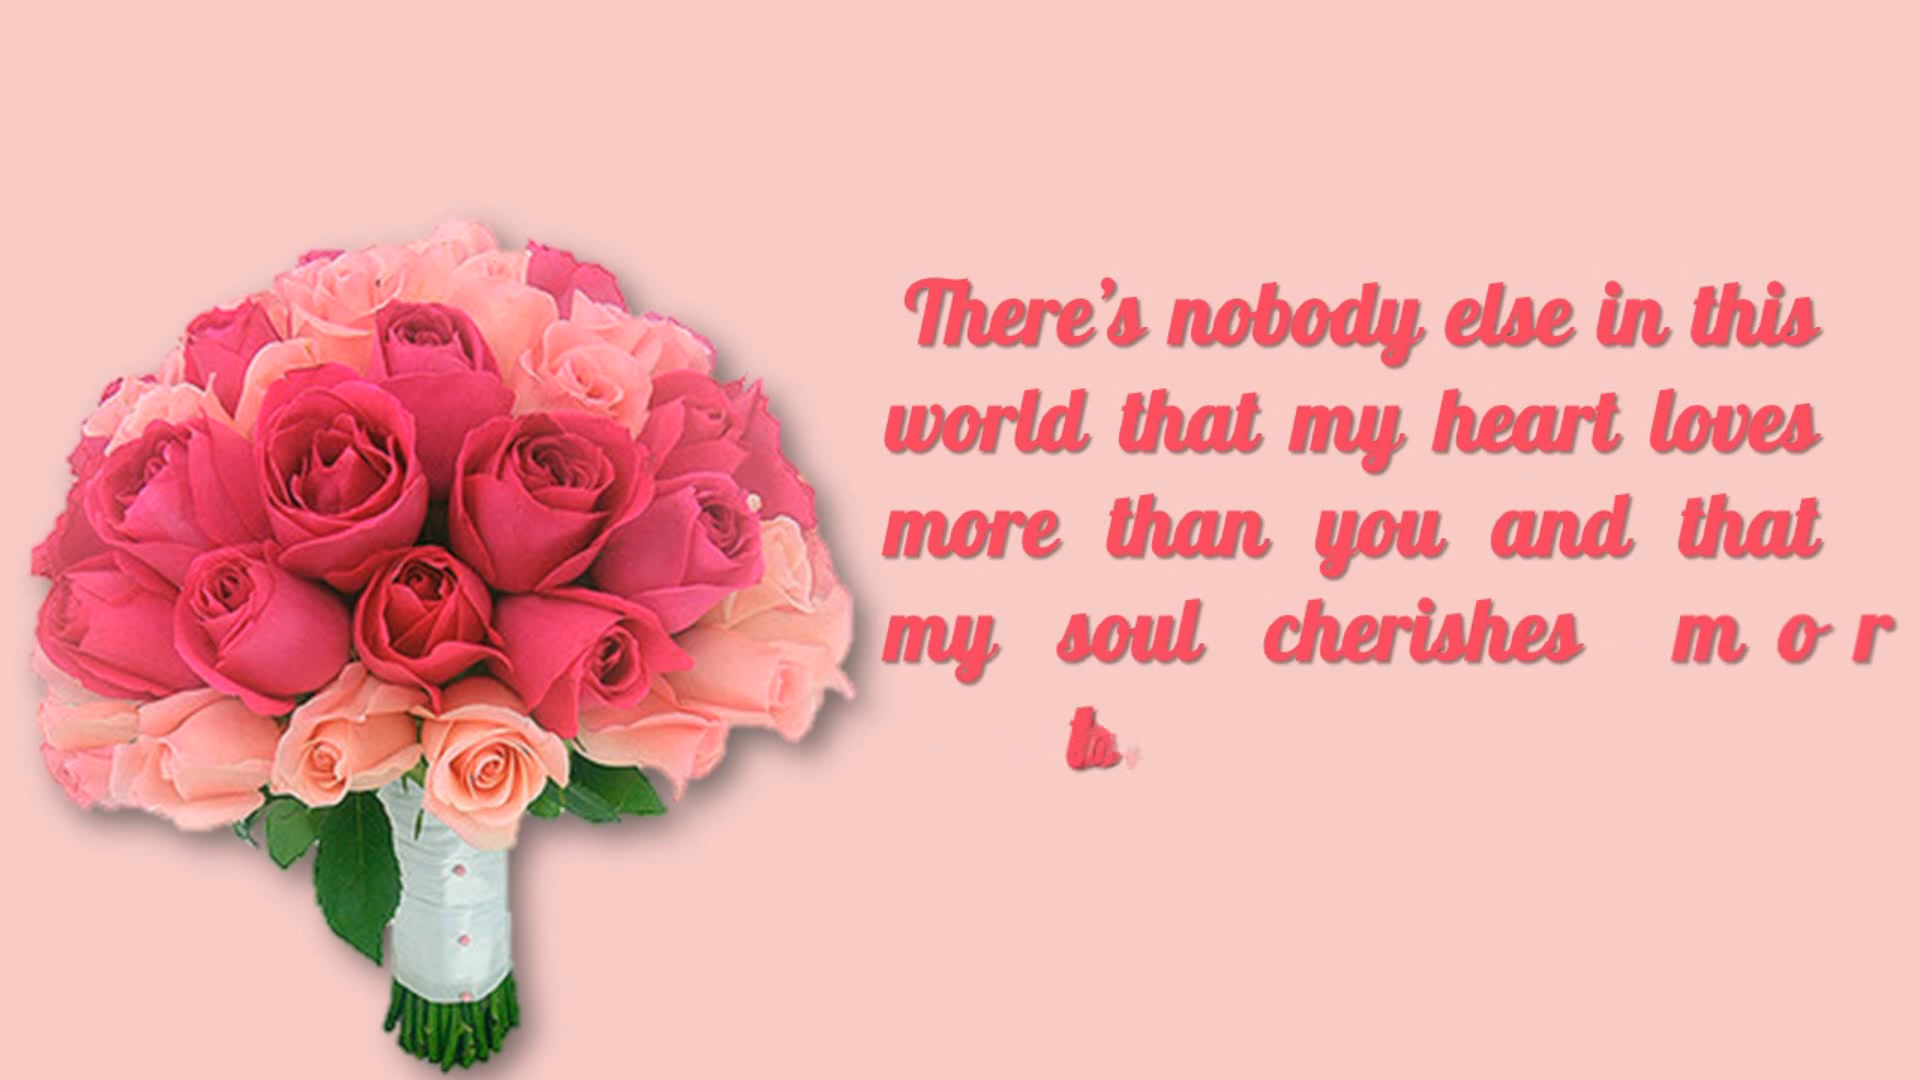 There's nobody else in this
world that my heart loves
more than you and that
my soul cherishes m o r